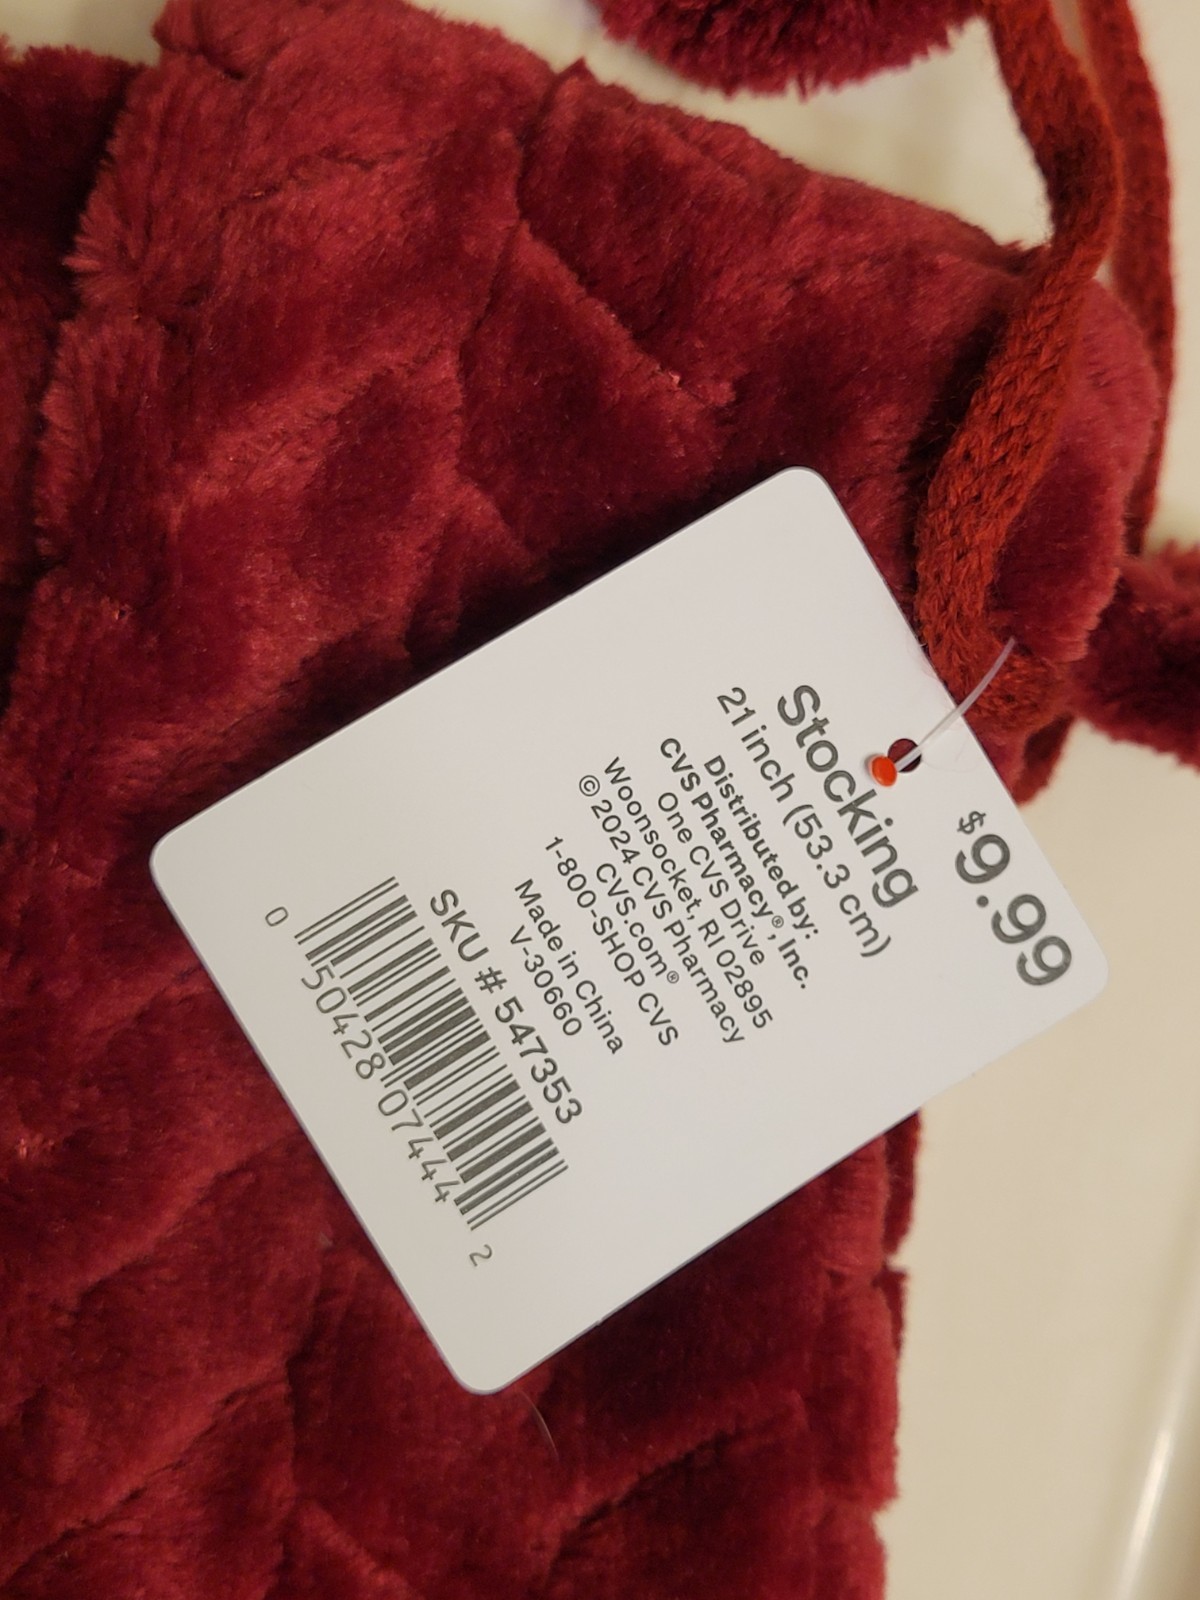 $9.99
Stocking
21 inch (53.3 cm)
Distributed by:
CVS Pharmacy®, Inc.
One CVS Drive
Woonsocket, RI 02895
© 2024 CVS Pharmacy
CVS.com®
1-800-SHOP CVS
Made in China
V-30660
SKU # 547353
0 50428 07444 2